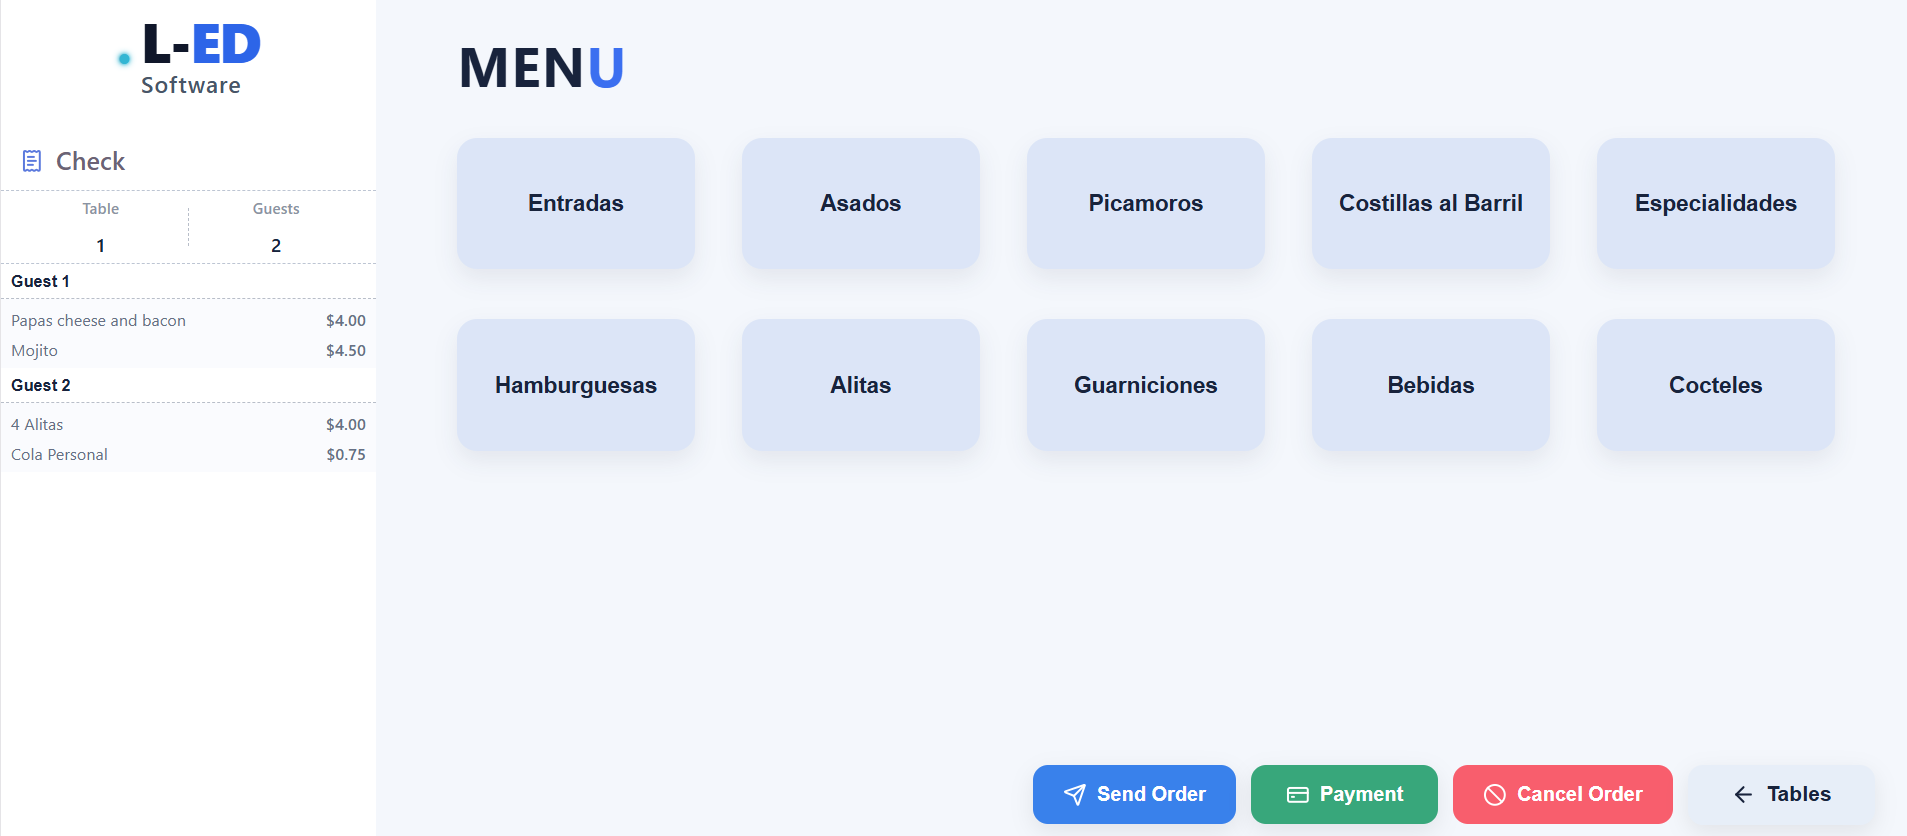 L-ED
Software
Check
Table Guests
1 2
Guest 1
Papas cheese and bacon $4.00
Mojito $4.50
Guest 2
4 Alitas $4.00
Cola Personal $0.75
MENU
Entradas Asados Picamoros Costillas al Barril Especialidades
Hamburguesas Alitas Guarniciones Bebidas Cocteles
Send Order Payment Cancel Order Tables